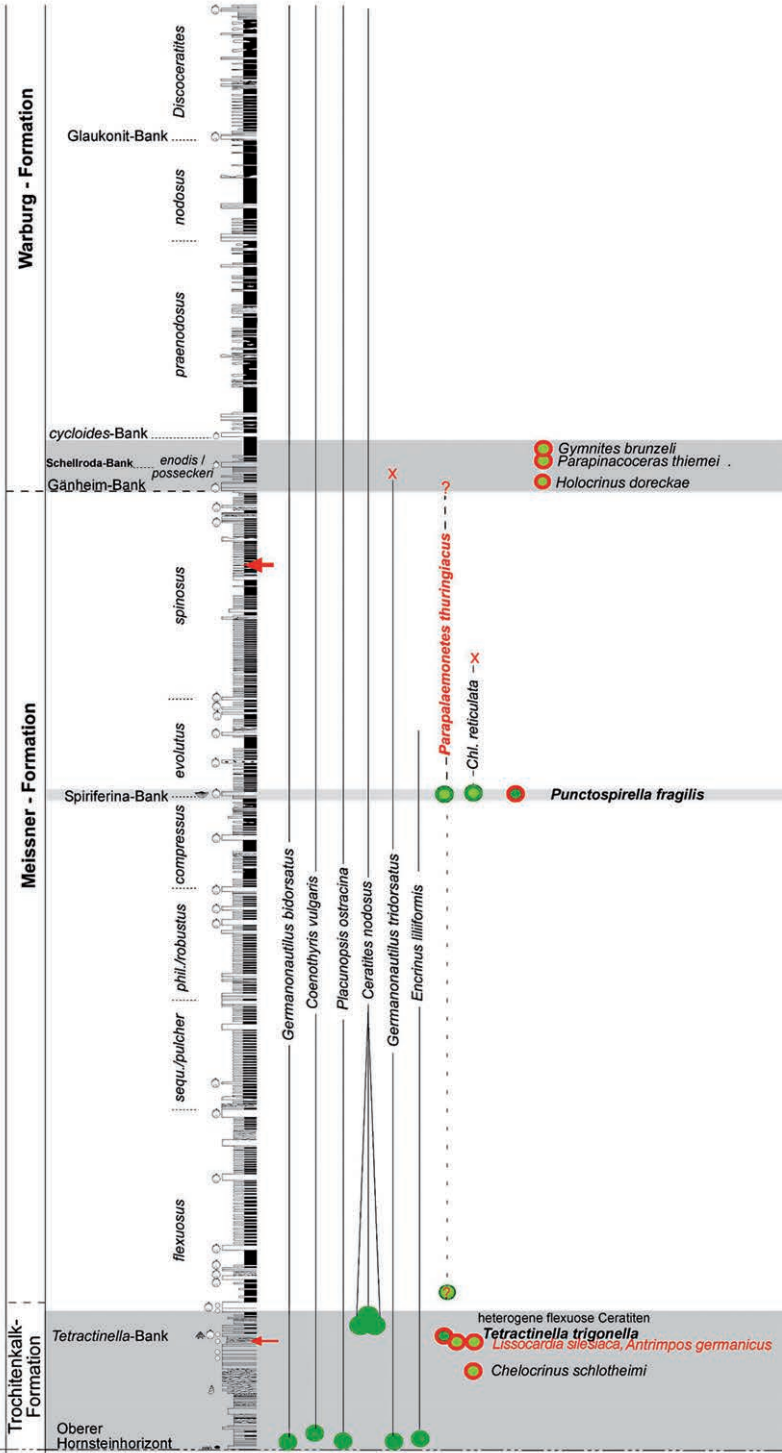 Warburg - Formation
Meissner - Formation
Trochitenkalk-
Formation
Glaukonit-Bank
cycloides-Bank
Schellroda-Bank
Gänheim-Bank
Spiriferina-Bank
Tetractinella-Bank
Oberer
Hornsteinhorizont
Discoceratites
nodosus
praenodosus
enodis /
posseckeri
spinosus
evolutus
compressus
phil./robustus
sequ./pulcher
flexuosus
Germanonautilus bidorsatus
Coenothyris vulgaris
Placunopsis ostracina
Ceratites nodosus
x
Germanonautilus tridorsatus
Encrinus liliiformis
?
Parapalaemonetes thuringiacus
?
x
Chl. reticulata
Gymnites brunzeli
Parapinacoceras thiemei .
Holocrinus doreckae
Punctospirella fragilis
heterogene flexuose Ceratiten
Tetractinella trigonella
Lissocardia silesiaca, Antrimpos germanicus
Chelocrinus schlotheimi